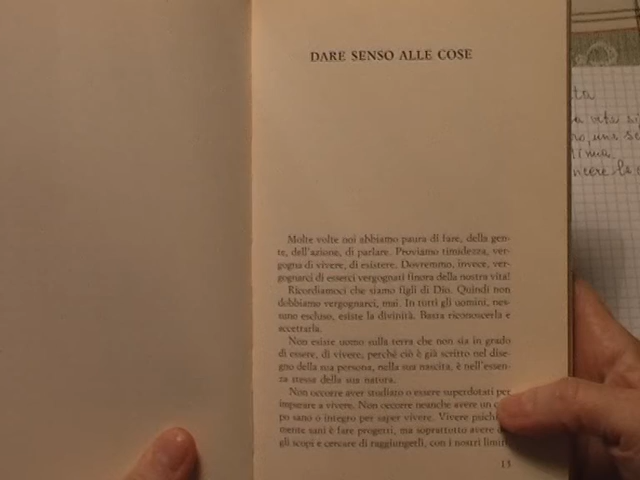 DARE SENSO ALLE COSE
Molte volte noi abbiamo paura di fare, della gen-
te, dell'azione, di parlare. Proviamo timidezza, ver-
gogna di vivere, di esistere. Dovremmo, invece, ver-
gognarci di esserci vergognati finora della nostra vita!
Ricordiamoci che siamo figli di Dio. Quindi non
dobbiamo vergognarci, mai. In tutti gli uomini, nes-
suno escluso, esiste la divinità. Basta riconoscerla e
accettarla.
Non esiste uomo sulla terra che non sia in grado
di essere, di vivere, perché ciò è già scritto nel dise-
gno della sua persona, nella sua nascita, è nell'essen-
za stessa della sua natura.
Non occorre aver studiato o essere superdotati per
imparare a vivere. Non occorre neanche avere un
po sano o integro per saper vivere. Vivere
mente sani è fare progetti, ma soprattutto avere
gli scopi e cercare di raggiungerli, con i nostri limiti
13
ta
a vita si
una